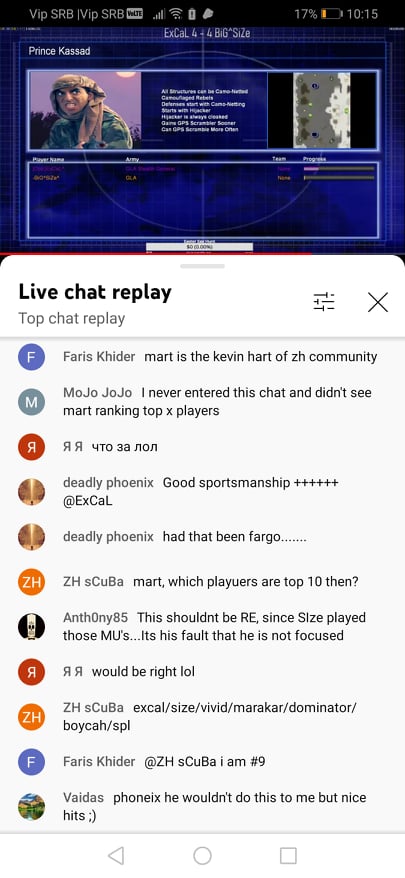 Vip SRB |Vip SRB VoLTE 17% 10:15
ExCaL 4 - 4 BiG^SiZe
Prince Kassad
All Structures can be Camo-Netted
Camouflaged Rebels
Defenses start with Camo-Netting
Starts with Hijacker
Hijacker is always cloaked
Gains GPS Scrambler Sooner
Can GPS Scramble More Often
Player Name Army Team Progress
GLA Stealth General None
-BiG^SiZe^ GLA None
$0 (0.00%)
Live chat replay
Top chat replay
F Faris Khider mart is the kevin hart of zh community
M MoJo JoJo I never entered this chat and didn't see
mart ranking top x players
Я Я Я что за лол
deadly phoenix Good sportsmanship ++++++
@ExCaL
deadly phoenix had that been fargo.......
ZH ZH sCuBa mart, which playuers are top 10 then?
Anth0ny85 This shouldnt be RE, since SIze played
those MU's...Its his fault that he is not focused
Я Я Я would be right lol
ZH ZH sCuBa excal/size/vivid/marakar/dominator/
boycah/spl
F Faris Khider @ZH sCuBa i am #9
Vaidas phoneix he wouldn't do this to me but nice
hits ;)